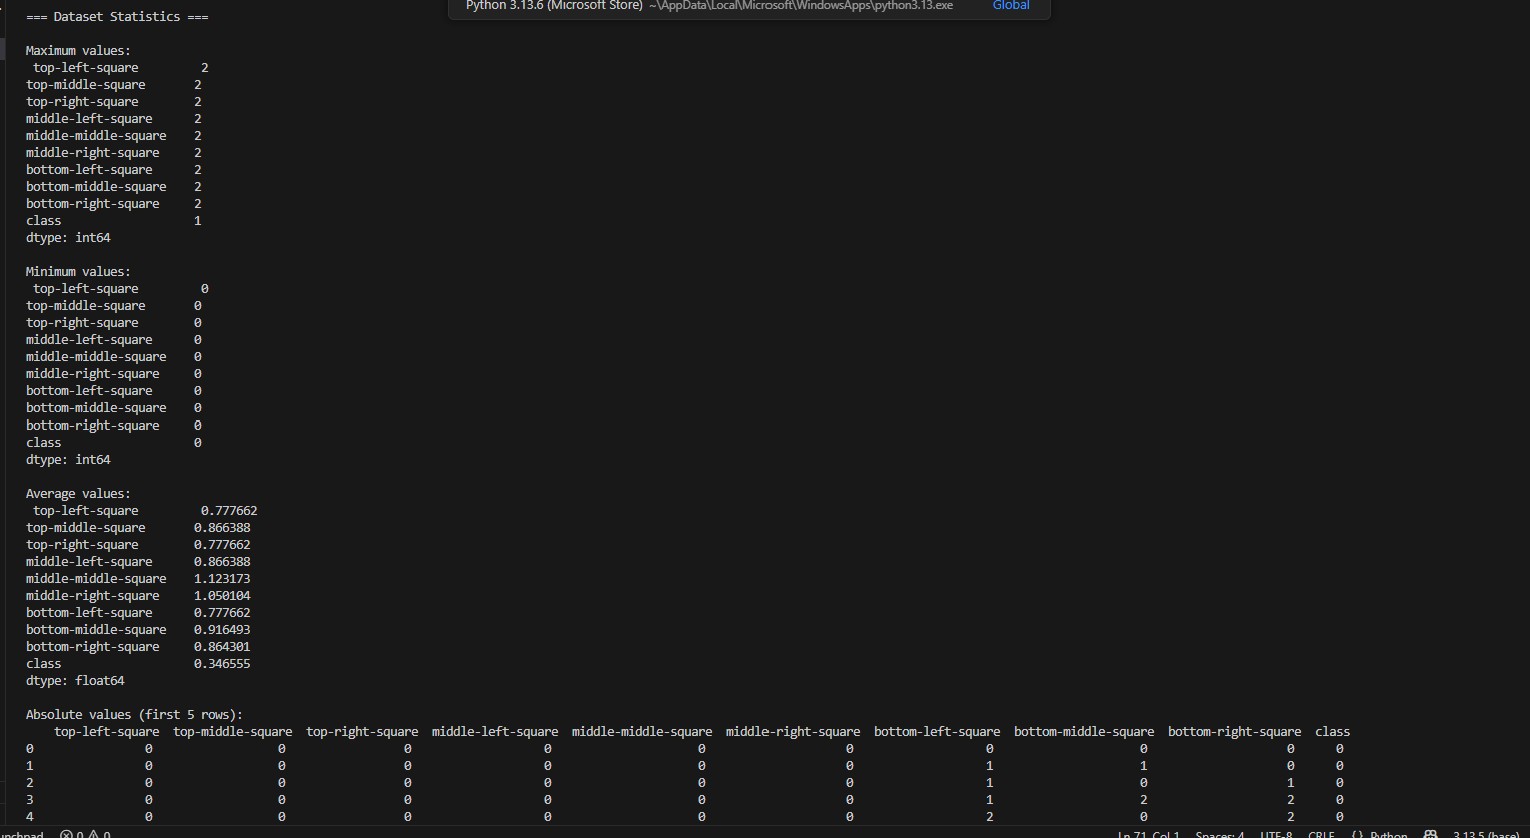 Python 3.13.6 (Microsoft Store) ~\AppData\Local\Microsoft\WindowsApps\python3.13.exe Global
=== Dataset Statistics ===
Maximum values:
top-left-square 2
top-middle-square 2
top-right-square 2
middle-left-square 2
middle-middle-square 2
middle-right-square 2
bottom-left-square 2
bottom-middle-square 2
bottom-right-square 2
class 1
dtype: int64
Minimum values:
top-left-square 0
top-middle-square 0
top-right-square 0
middle-left-square 0
middle-middle-square 0
middle-right-square 0
bottom-left-square 0
bottom-middle-square 0
bottom-right-square 0
class 0
dtype: int64
Average values:
top-left-square 0.777662
top-middle-square 0.866388
top-right-square 0.777662
middle-left-square 0.866388
middle-middle-square 1.123173
middle-right-square 1.050104
bottom-left-square 0.777662
bottom-middle-square 0.916493
bottom-right-square 0.864301
class 0.346555
dtype: float64
Absolute values (first 5 rows):
top-left-square top-middle-square top-right-square middle-left-square middle-middle-square middle-right-square bottom-left-square bottom-middle-square bottom-right-square class
0 0 0 0 0 0 0 0 0 0 0
1 0 0 0 0 0 0 1 1 0 0
2 0 0 0 0 0 0 1 0 1 0
3 0 0 0 0 0 0 1 2 2 0
4 0 0 0 0 0 0 2 0 2 0
unchpad 0 0 Ln 71, Col 1 Spaces: 4 UTF-8 CRLF {} Python 3.13.5 (base)